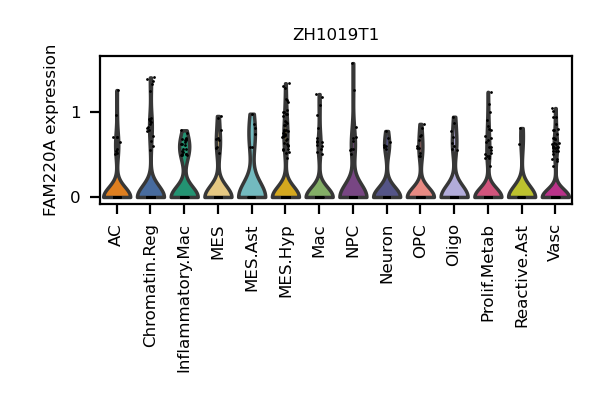 ZH1019T1
FAM220A expression
1
0
AC
Chromatin.Reg
Inflammatory.Mac
MES
MES.Ast
MES.Hyp
Mac
NPC
Neuron
OPC
Oligo
Prolif.Metab
Reactive.Ast
Vasc